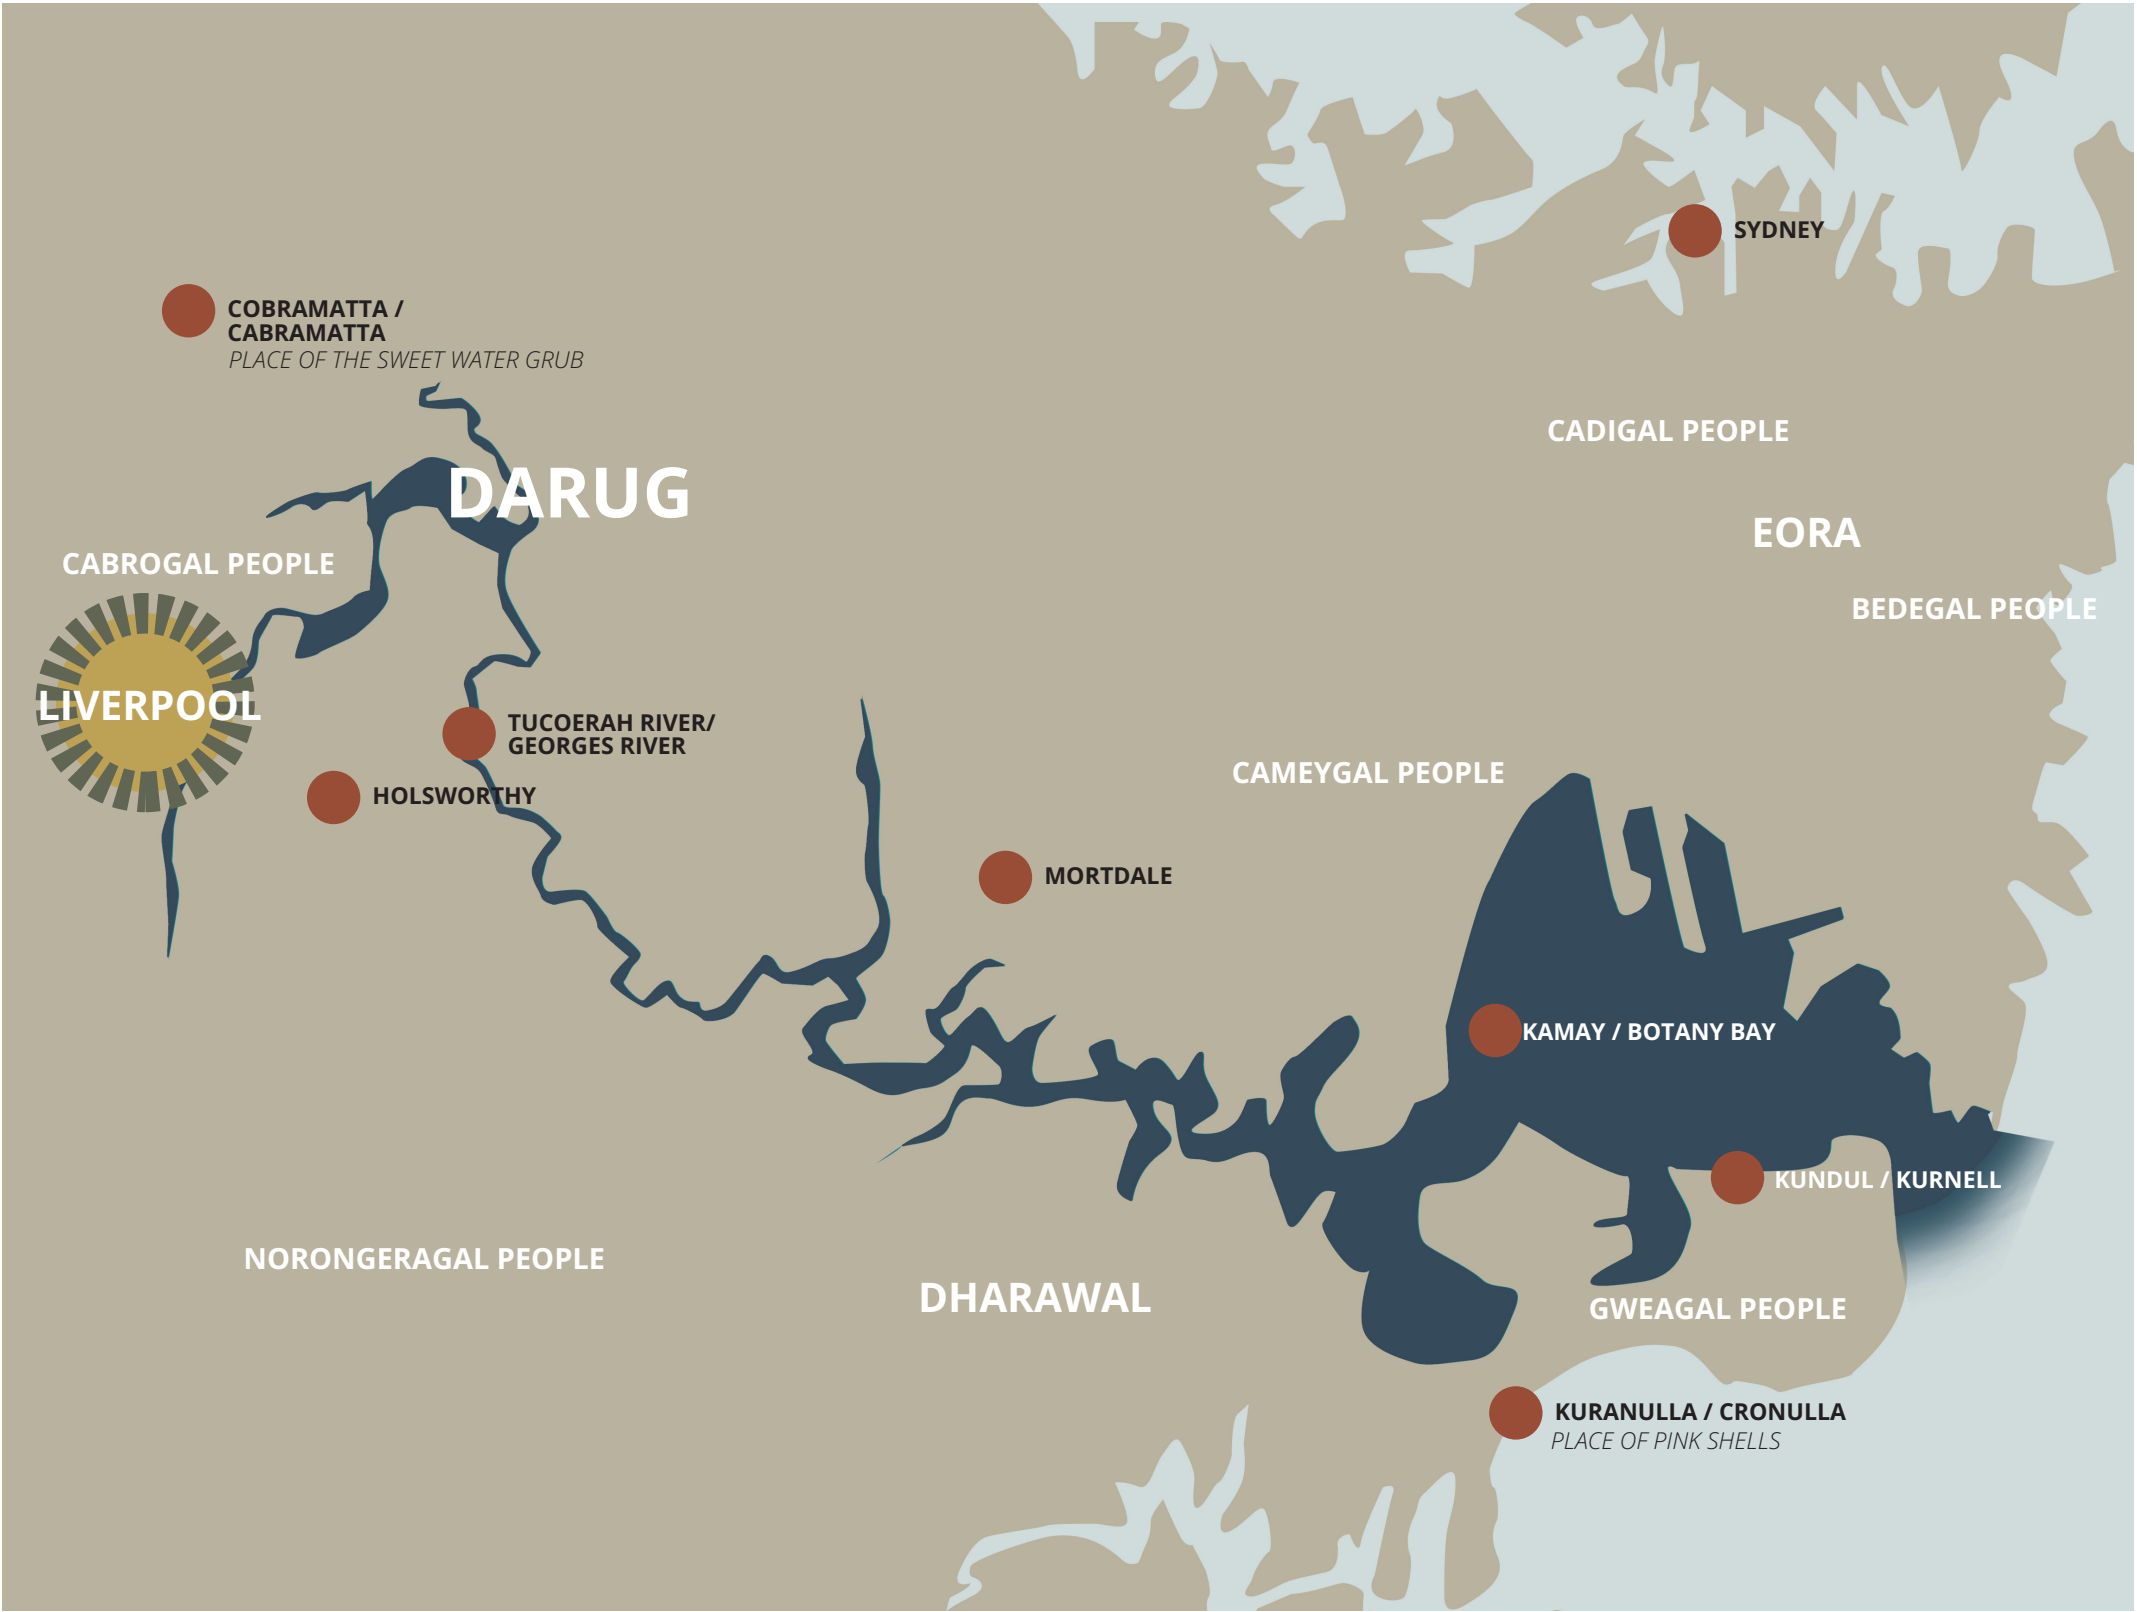 SYDNEY
COBRAMATTA /
CABRAMATTA
PLACE OF THE SWEET WATER GRUB
CADIGAL PEOPLE
DARUG
EORA
CABROGAL PEOPLE
BEDEGAL PEOPLE
LIVERPOOL
TUCOERAH RIVER/
GEORGES RIVER
CAMEYGAL PEOPLE
HOLSWORTHY
MORTDALE
KAMAY / BOTANY BAY
KUNDUL / KURNELL
NORONGERAGAL PEOPLE
DHARAWAL
GWEAGAL PEOPLE
KURANULLA / CRONULLA
PLACE OF PINK SHELLS